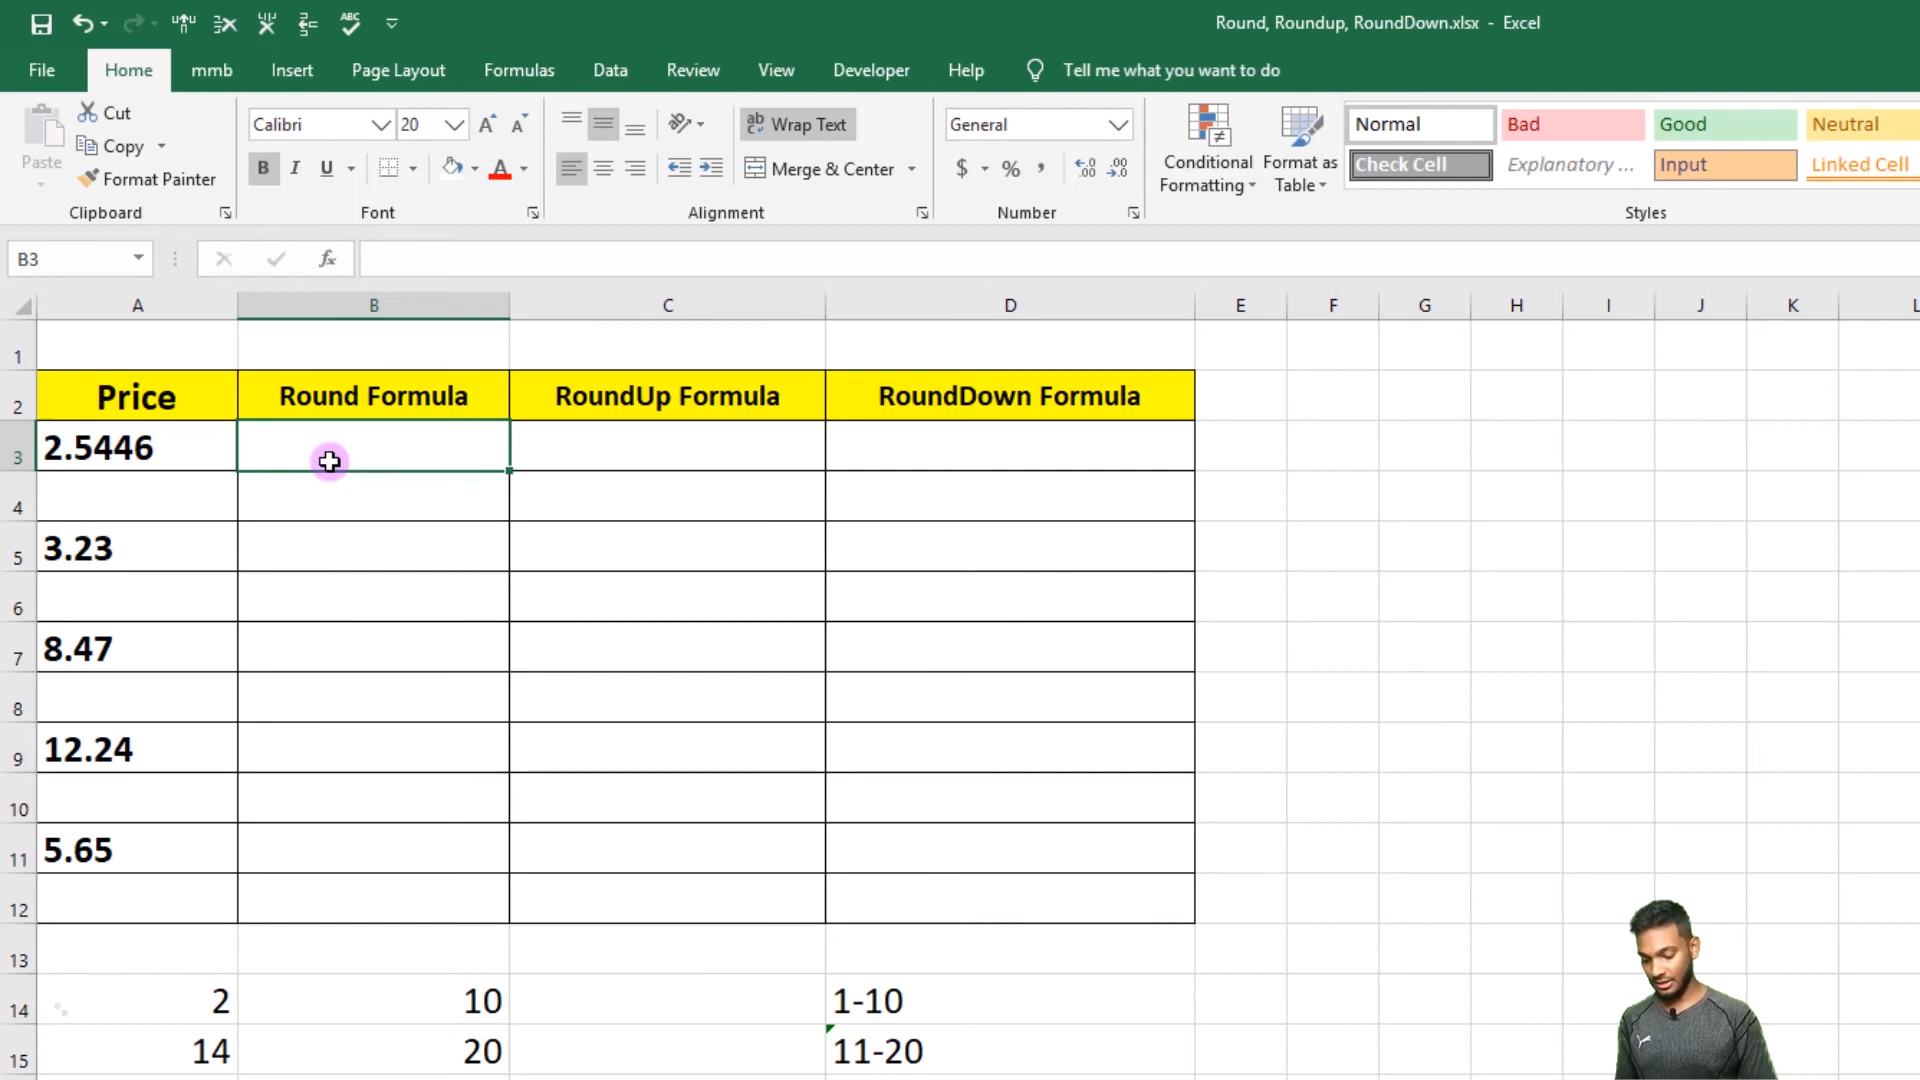 Round, Roundup, RoundDown.xlsx - Excel
File Home mmb Insert Page Layout Formulas Data Review View Developer Help Tell me what you want to do
Paste
Cut
Copy
Format Painter
Clipboard
Calibri 20
B I U
Font
Wrap Text
Merge & Center
Alignment
General
$ % ,
Number
Conditional Formatting
Format as Table
Normal Bad Good Neutral
Check Cell Explanatory ... Input Linked Cell
Styles
B3 fx
A B C D E F G H I J K L
1
2 Price Round Formula RoundUp Formula RoundDown Formula
3 2.5446
4
5 3.23
6
7 8.47
8
9 12.24
10
11 5.65
12
13
14 2 10 1-10
15 14 20 11-20